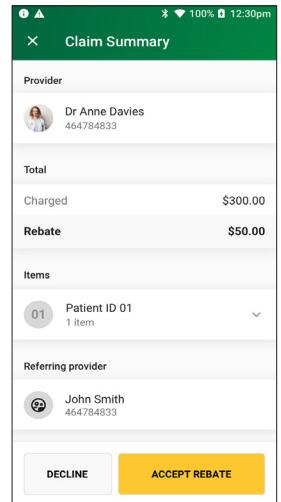 100% 12:30pm
Claim Summary
Provider
Dr Anne Davies
464784833
Total
Charged $300.00
Rebate $50.00
Items
01 Patient ID 01
1 item
Referring provider
John Smith
464784833
DECLINE ACCEPT REBATE